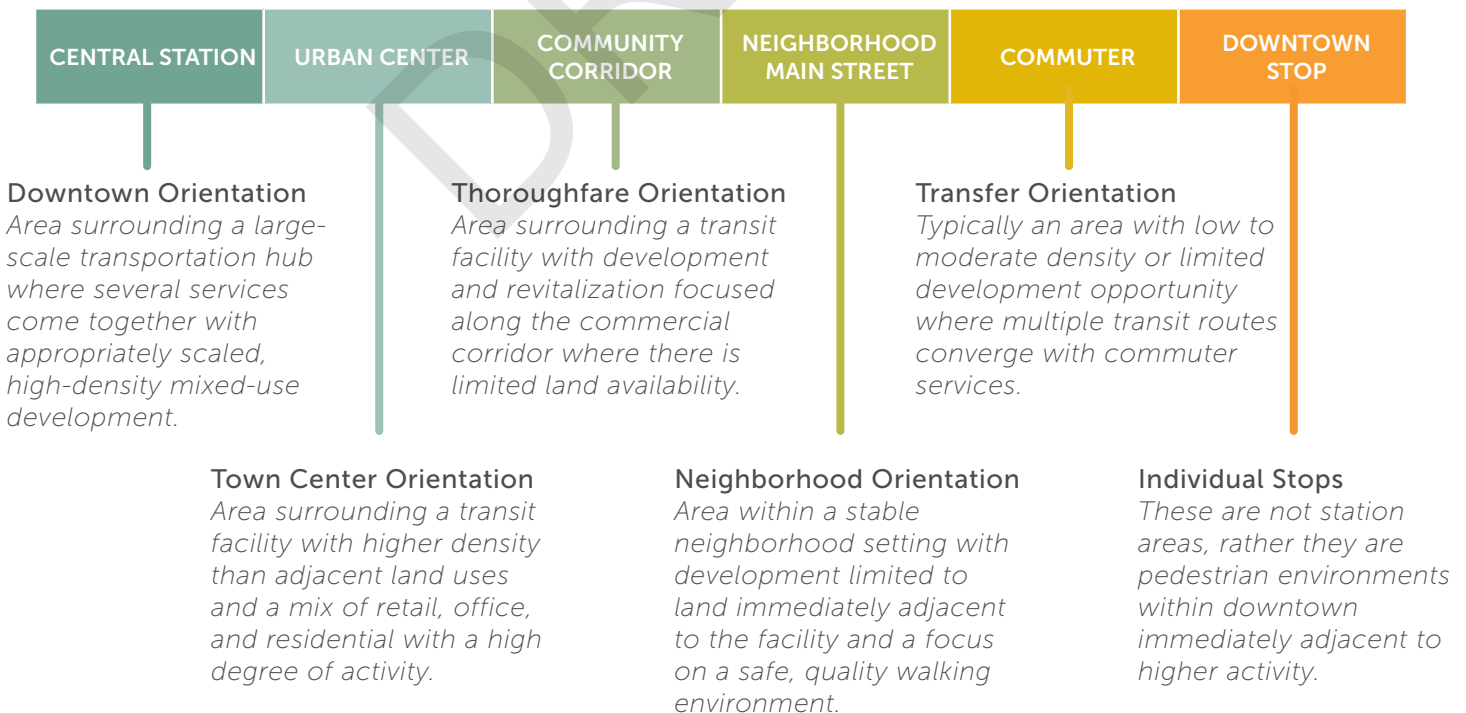 CENTRAL STATION
URBAN CENTER
COMMUNITY
CORRIDOR
NEIGHBORHOOD
MAIN STREET
COMMUTER
DOWNTOWN
STOP
Downtown Orientation
Area surrounding a large-
scale transportation hub
where several services
come together with
appropriately scaled,
high-density mixed-use
development.
Thoroughfare Orientation
Area surrounding a transit
facility with development
and revitalization focused
along the commercial
corridor where there is
limited land availability.
Transfer Orientation
Typically an area with low to
moderate density or limited
development opportunity
where multiple transit routes
converge with commuter
services.
Town Center Orientation
Area surrounding a transit
facility with higher density
than adjacent land uses
and a mix of retail, office,
and residential with a high
degree of activity.
Neighborhood Orientation
Area within a stable
neighborhood setting with
development limited to
land immediately adjacent
to the facility and a focus
on a safe, quality walking
environment.
Individual Stops
These are not station
areas, rather they are
pedestrian environments
within downtown
immediately adjacent to
higher activity.